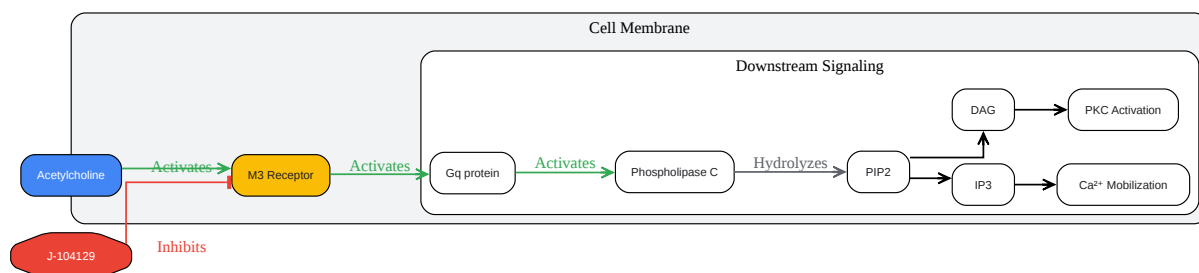 Cell Membrane
Downstream Signaling
DAG
PKC Activation
Acetylcholine
Activates
M3 Receptor
Activates
Gq protein
Activates
Phospholipase C
Hydrolyzes
PIP2
IP3
Ca²⁺ Mobilization
J-104129
Inhibits